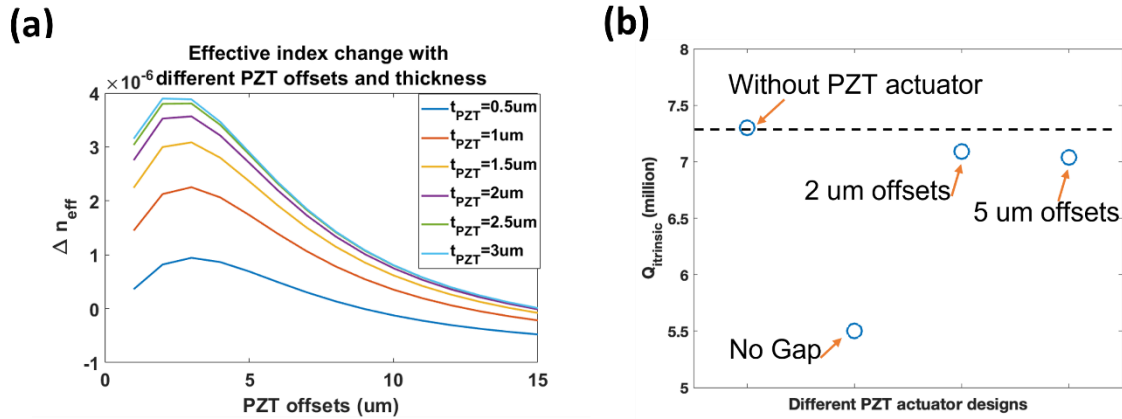 (a)
Effective index change with
different PZT offsets and thickness
×10⁻⁶
4
3
2
1
0
-1
Δ n_eff
0
5
10
15
PZT offsets (um)
t_PZT=0.5um
t_PZT=1um
t_PZT=1.5um
t_PZT=2um
t_PZT=2.5um
t_PZT=3um
(b)
8
7.5
7
6.5
6
5.5
5
Q_itrinsic (million)
Without PZT actuator
2 um offsets
5 um offsets
No Gap
Different PZT actuator designs